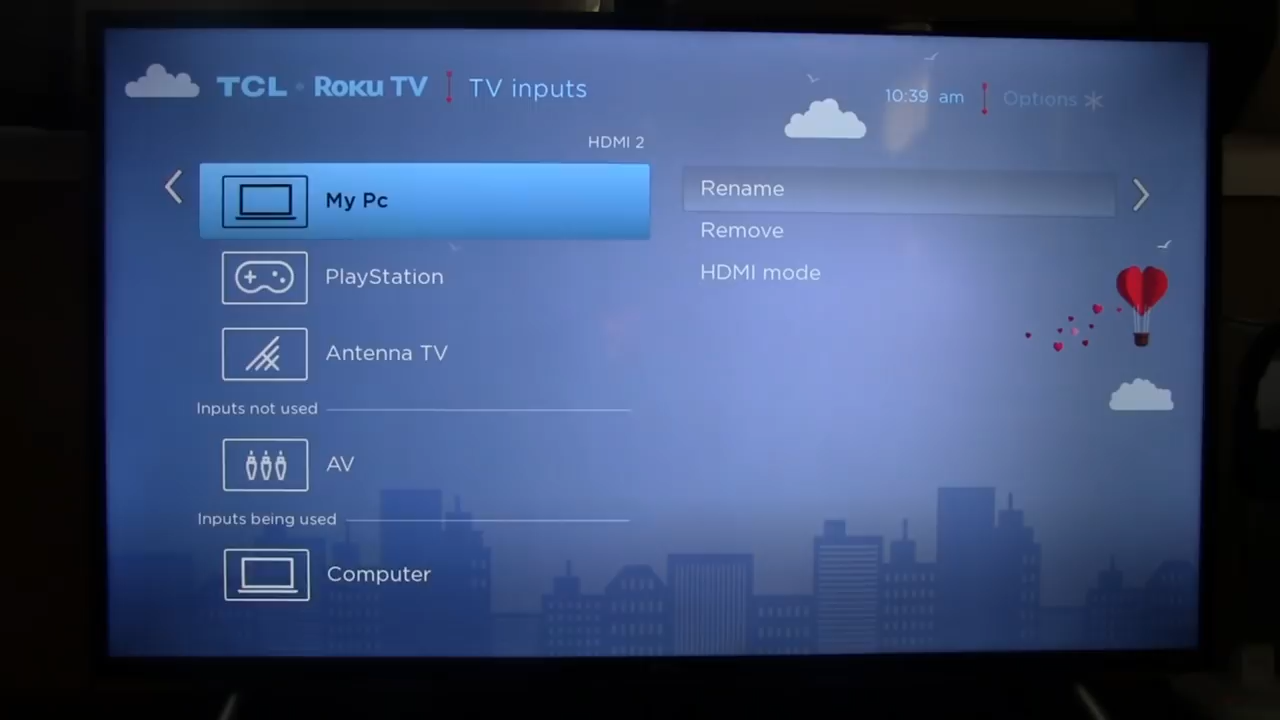 TCL • Roku TV TV inputs
10:39 am Options
HDMI 2
My Pc
PlayStation
Antenna TV
Inputs not used
AV
Inputs being used
Computer
Rename
Remove
HDMI mode